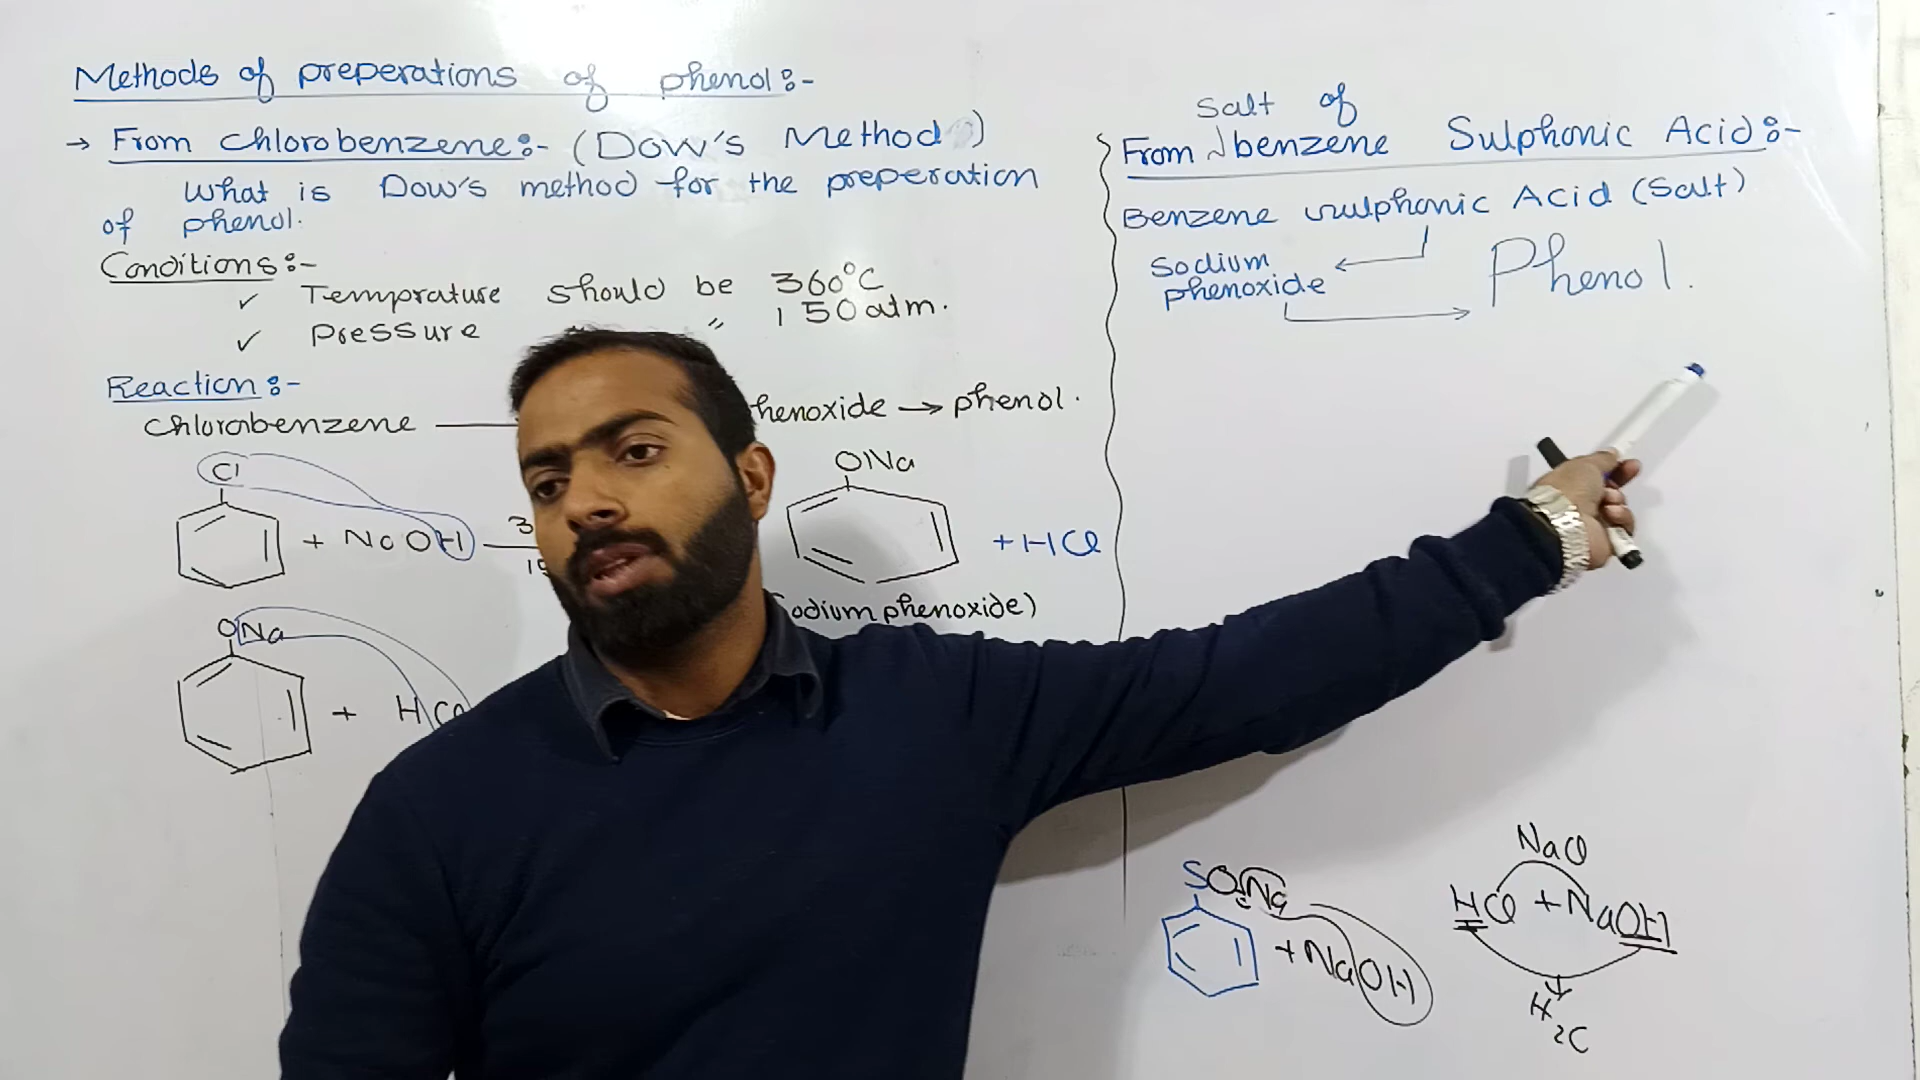 Methods of preperations of phenol:-
→ From chlorobenzene:- (Dow's Method)
What is Dow's method for the preperation
of phenol.
Conditions:-
✓ Temprature should be 360°C
✓ Pressure " 150 atm.
Reaction:-
chlorobenzene henoxide → phenol.
Cl
+ NaOH
ONa
+ HCl
odium phenoxide)
ONa
+ HCl
Salt of
From benzene Sulphonic Acid:-
Benzene sulphonic Acid (Salt)
Sodium
phenoxide
Phenol.
SO3Na
+ NaOH
NaCl
HCl + NaOH